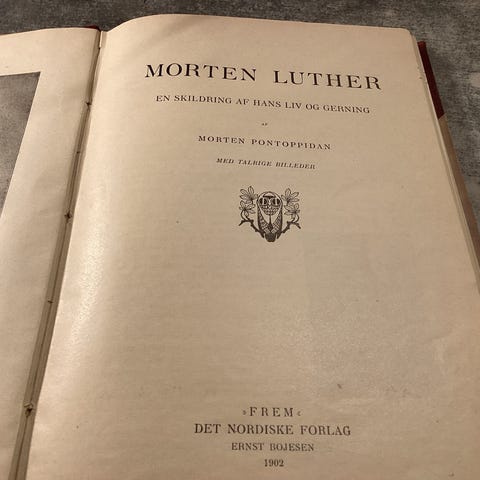 MORTEN LUTHER
EN SKILDRING AF HANS LIV OG GERNING
AF
MORTEN PONTOPPIDAN
MED TALRIGE BILLEDER
»FREM«
DET NORDISKE FORLAG
ERNST BOJESEN
1902